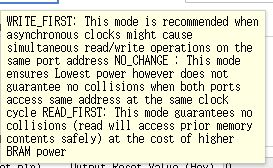 WRITE_FIRST: This mode is recommended when
asynchronous clocks might cause
simultaneous read/write operations on the
same port address NO_CHANGE : This mode
ensures Lowest power however does not
guarantee no collisions when both ports
access same address at the same clock
cycle READ_FIRST: This mode guarantees no
collisions (read will access prior memory
contents safely) at the cost of higher
BRAM power
Output Reset Value (Hex)